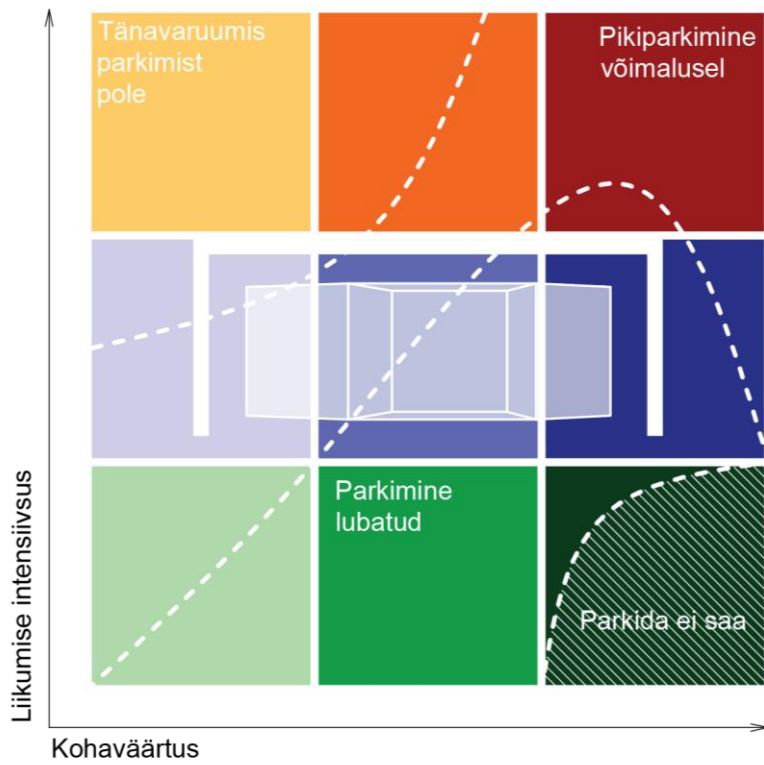 Tänavaruumis
parkimist
pole
Pikiparkimine
võimalusel
Parkimine
lubatud
Parkida ei saa
Liikumise intensiivsus
Kohaväärtus